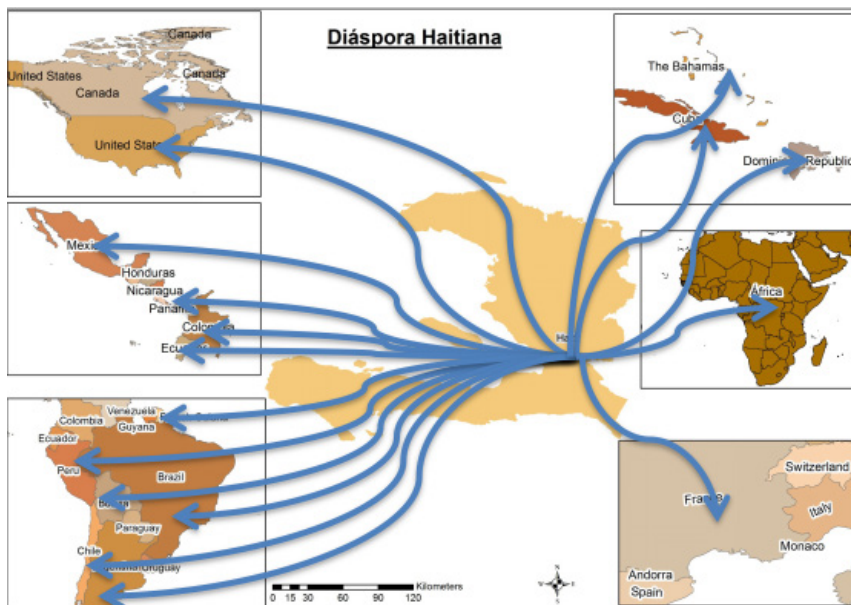 Diáspora Haitiana
Canada
United States
Canada
Canada
United States
The Bahamas
Cuba
Dominican Republic
Mexico
Honduras
Nicaragua
Panama
Colombia
Ecuador
África
Venezuela
Colombia
Guyana
Ecuador
Peru
Brazil
Bolivia
Paraguay
Chile
Argentina
Uruguay
Switzerland
France
Italy
Monaco
Andorra
Spain
Kilometers
0 15 30 60 90 120
N
W
E
S